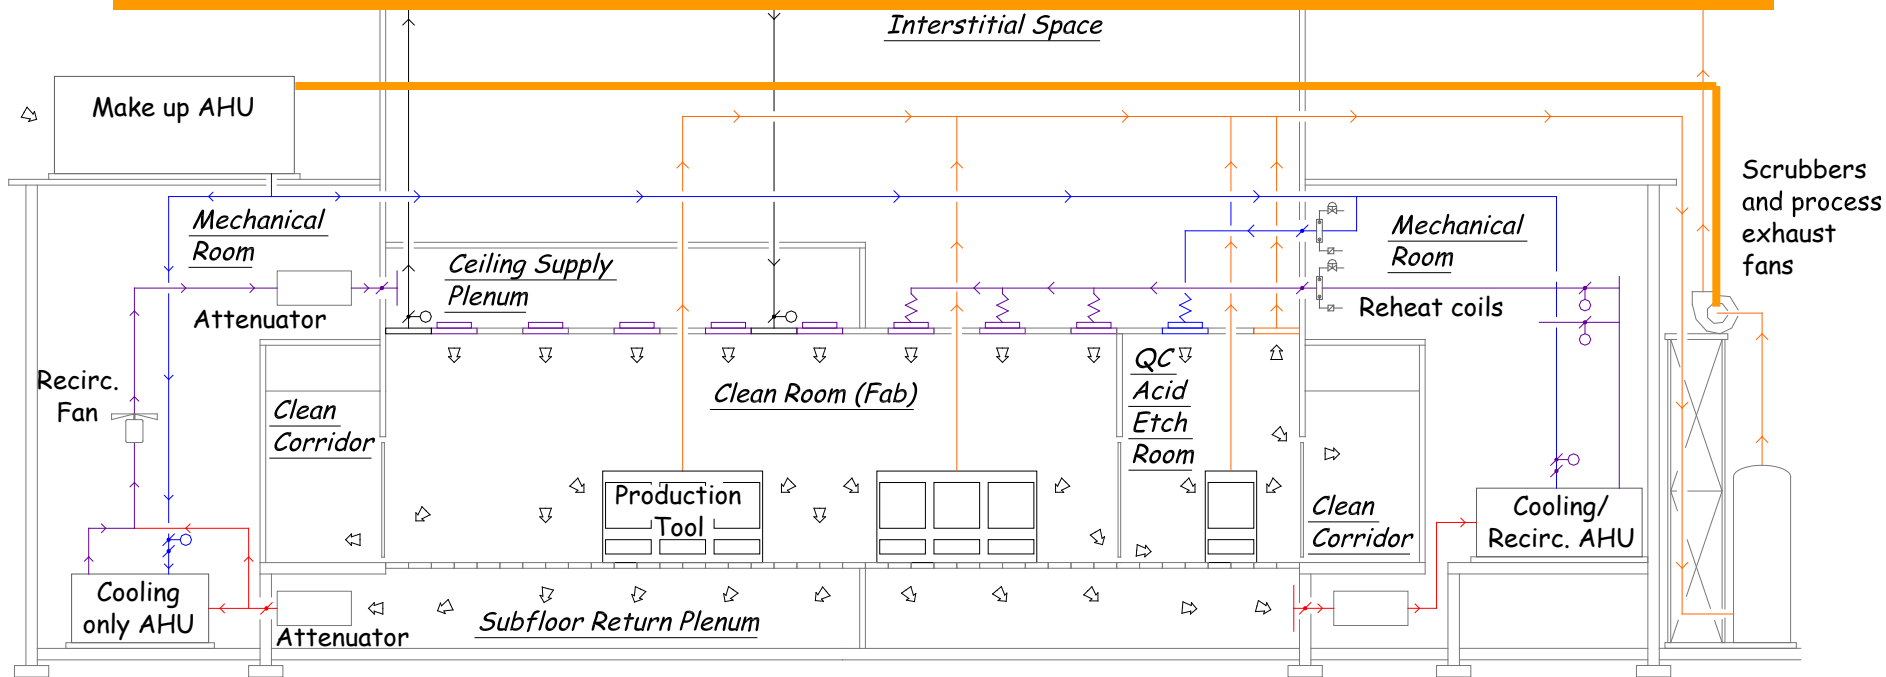 Interstitial Space
Make up AHU
Scrubbers
and process
exhaust
fans
Mechanical
Room
Mechanical
Room
Ceiling Supply
Plenum
Attenuator
Reheat coils
Recirc.
Fan
Clean
Corridor
Clean Room (Fab)
QC
Acid
Etch
Room
Production
Tool
Clean
Corridor
Cooling/
Recirc. AHU
Cooling
only AHU
Attenuator
Subfloor Return Plenum